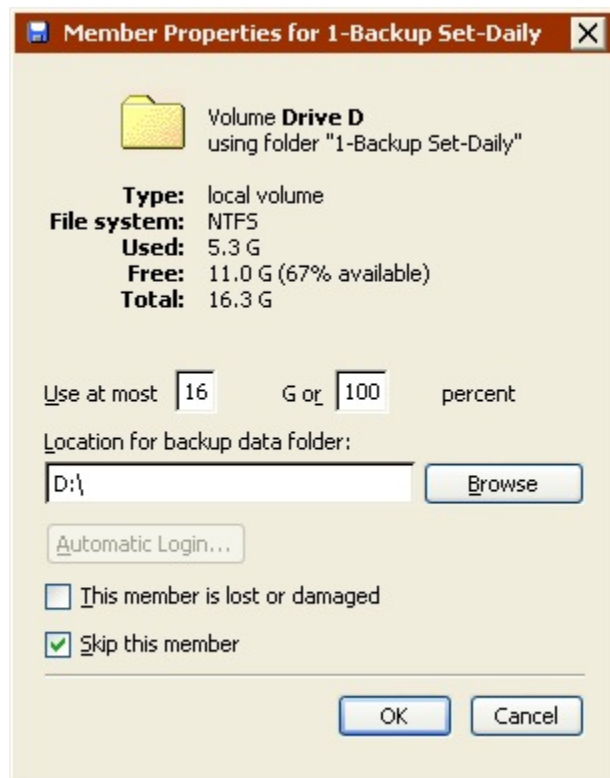 Member Properties for 1-Backup Set-Daily
Volume Drive D
using folder "1-Backup Set-Daily"
Type: local volume
File system: NTFS
Used: 5.3 G
Free: 11.0 G (67% available)
Total: 16.3 G
Use at most 16 G or 100 percent
Location for backup data folder:
D:\ Browse
Automatic Login...
This member is lost or damaged
Skip this member
OK Cancel